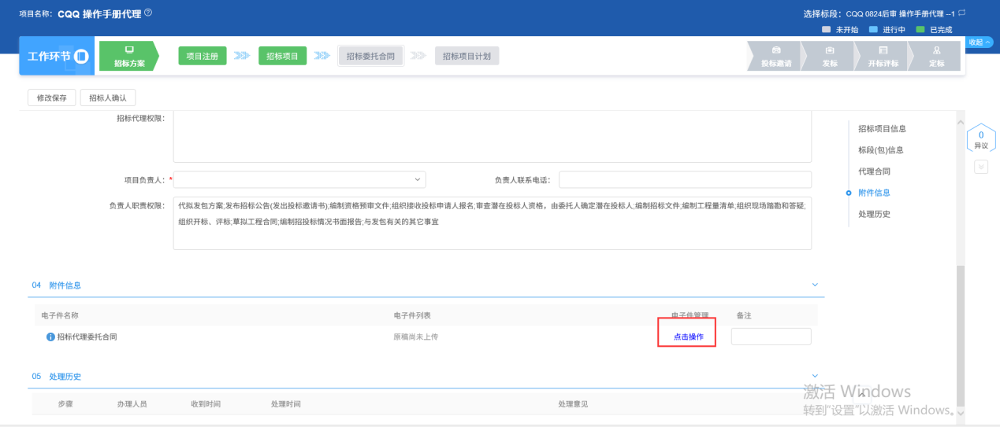 项目名称: CQQ 操作手册代理
选择标段: CQQ 0824后审 操作手册代理 --1
未开始 进行中 已完成
收起
工作环节 招标方案 项目注册 招标项目 招标委托合同 招标项目计划 投标邀请 发标 开标评标 定标
修改保存 招标人确认
招标代理权限:
项目负责人: * 负责人联系电话:
负责人职责权限: 代拟发包方案;发布招标公告(发出投标邀请书);编制资格预审文件;组织接收投标申请人报名;审查潜在投标人资格,由委托人确定潜在投标人;编制招标文件;编制工程量清单;组织现场踏勘和答疑;
组织开标、评标;草拟工程合同;编制招投标情况书面报告;与发包有关的其它事宜
04 附件信息
电子件名称 电子件列表 电子件管理 备注
招标代理委托合同 原稿尚未上传 点击操作
05 处理历史
步骤 办理人员 收到时间 处理时间 处理意见
招标项目信息
标段(包)信息
代理合同
附件信息
处理历史
0
异议
激活 Windows
转到"设置"以激活 Windows。